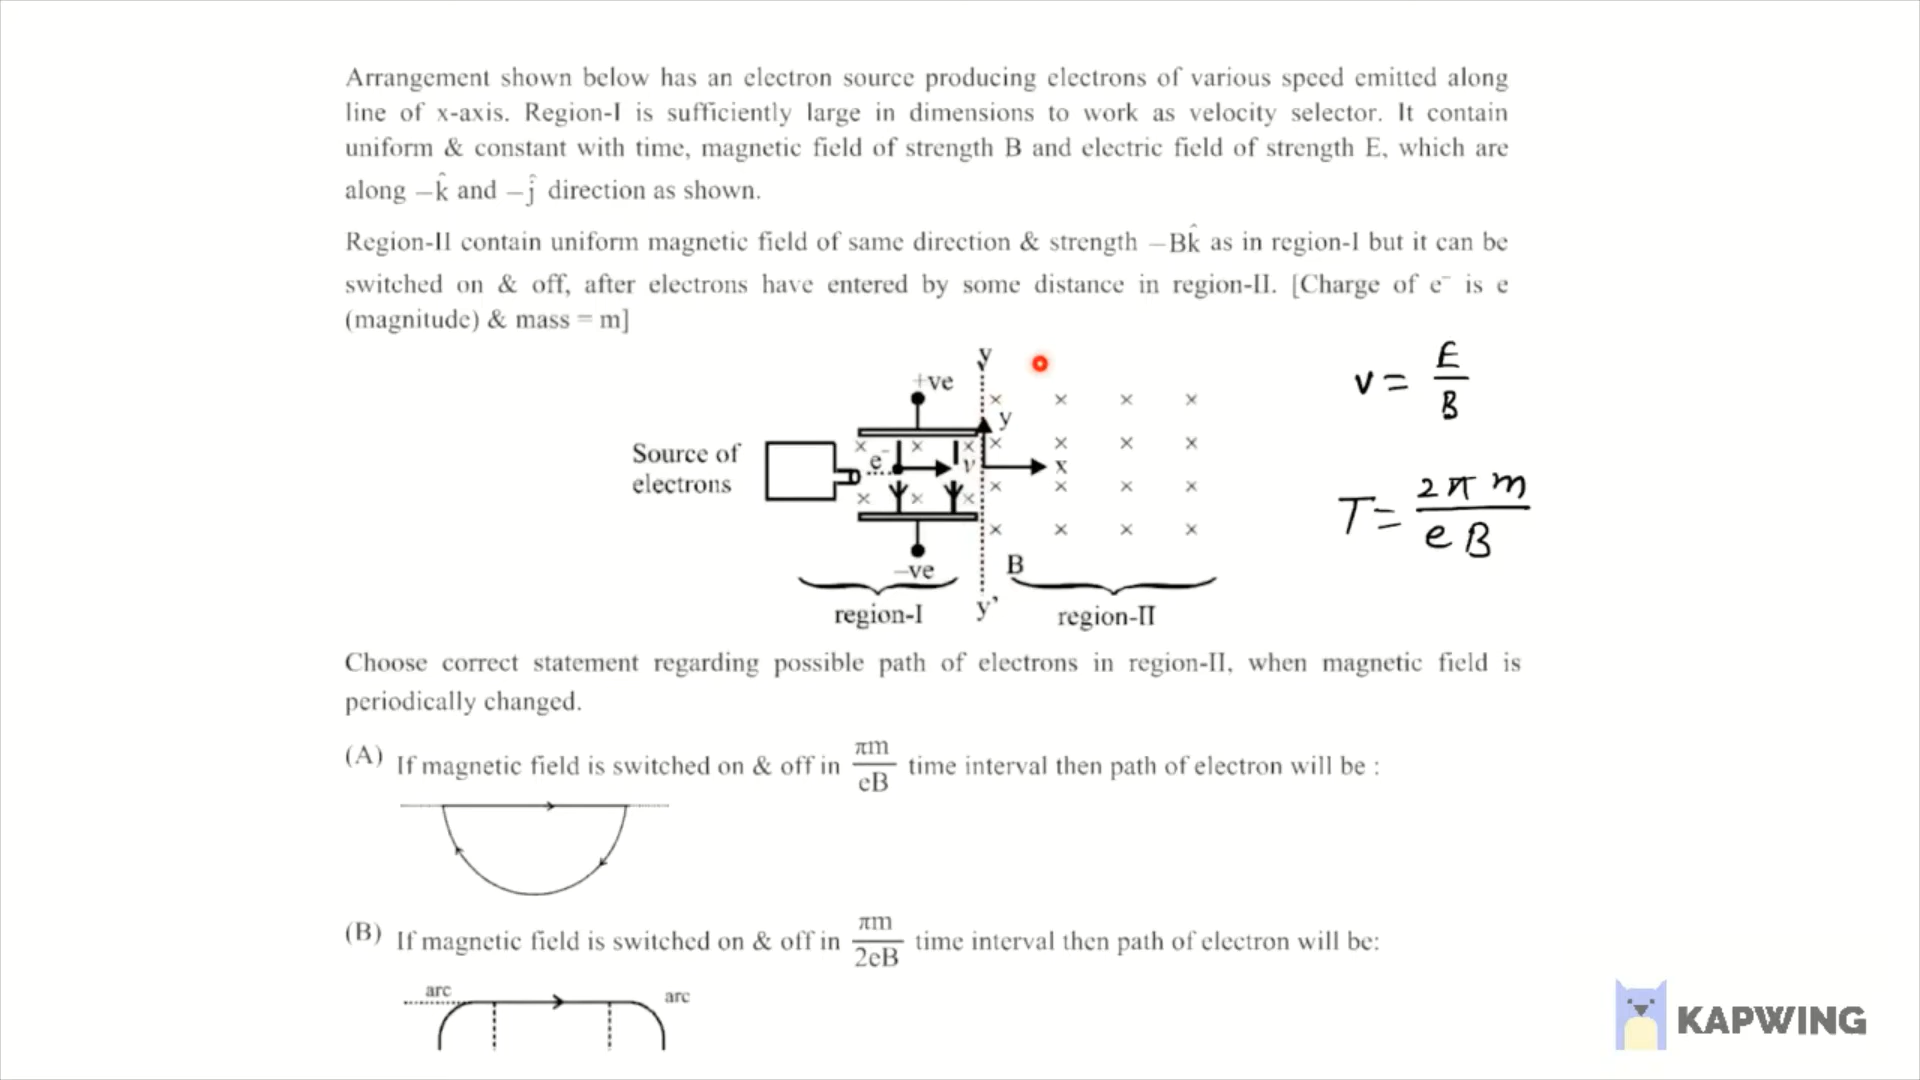 Arrangement shown below has an electron source producing electrons of various speed emitted along
line of x-axis. Region-I is sufficiently large in dimensions to work as velocity selector. It contain
uniform & constant with time, magnetic field of strength B and electric field of strength E, which are
along −k̂ and −ĵ direction as shown.
Region-II contain uniform magnetic field of same direction & strength −Bk̂ as in region-I but it can be
switched on & off, after electrons have entered by some distance in region-II. [Charge of e⁻ is e
(magnitude) & mass = m]
y
+ve
y
Source of
electrons
e⁻
v
x
B
−ve
region-I
y'
region-II
v = E/B
T = 2πm/eB
Choose correct statement regarding possible path of electrons in region-II, when magnetic field is
periodically changed.
(A) If magnetic field is switched on & off in πm/eB time interval then path of electron will be :
(B) If magnetic field is switched on & off in πm/2eB time interval then path of electron will be:
arc
arc
KAPWING